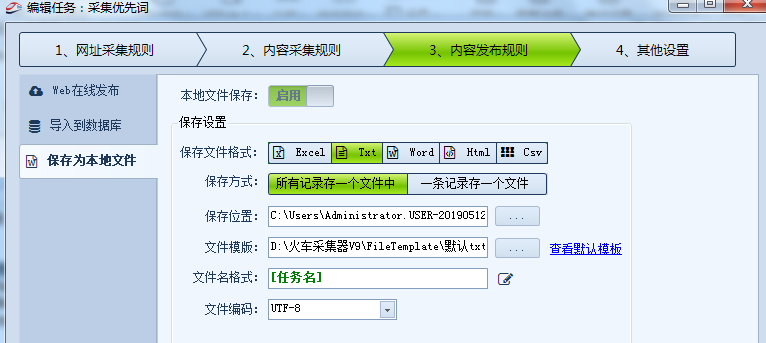 编辑任务：采集优先词
1、网址采集规则 2、内容采集规则 3、内容发布规则 4、其他设置
Web在线发布
导入到数据库
保存为本地文件
本地文件保存： 启用
保存设置
保存文件格式： Excel Txt Word Html Csv
保存方式： 所有记录存一个文件中 一条记录存一个文件
保存位置： C:\Users\Administrator.USER-20190512 ...
文件模版： D:\火车采集器V9\FileTemplate\默认txt ... 查看默认模板
文件名格式： [任务名]
文件编码： UTF-8